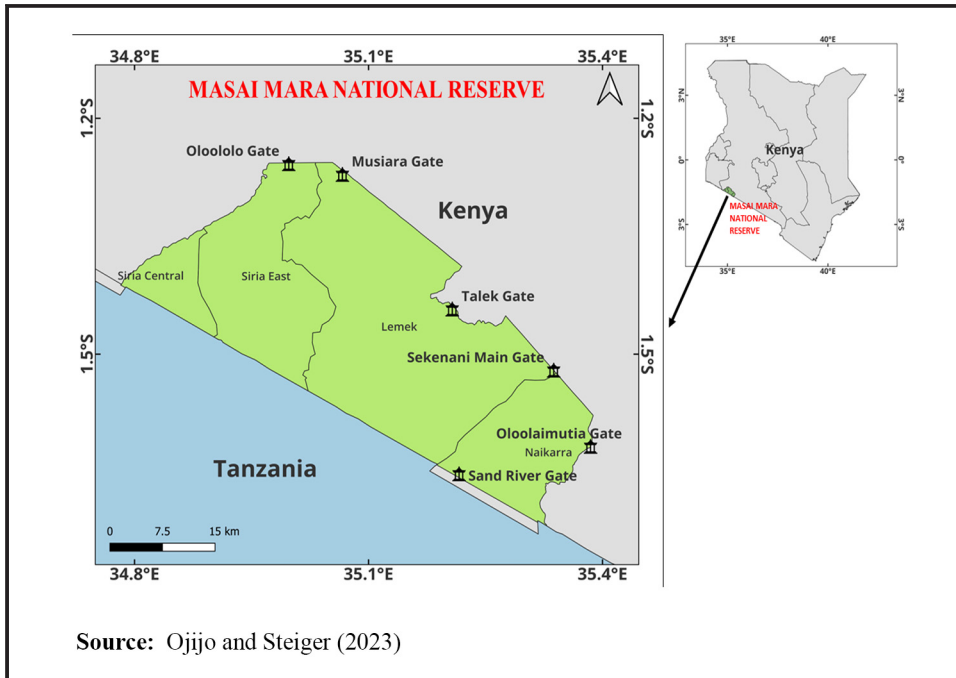 34.8°E
35.1°E
35.4°E
MASAI MARA NATIONAL RESERVE
1.2°S
1.2°S
Oloololo Gate
Musiara Gate
Kenya
Siria Central
Siria East
Talek Gate
Lemek
1.5°S
1.5°S
Sekenani Main Gate
Oloolaimutia Gate
Naikarra
Sand River Gate
Tanzania
0 7.5 15 km
34.8°E
35.1°E
35.4°E
35°E
40°E
3°N
3°N
Kenya
0°
0°
MASAI MARA
NATIONAL
RESERVE
3°S
3°S
35°E
40°E
Source: Ojijo and Steiger (2023)